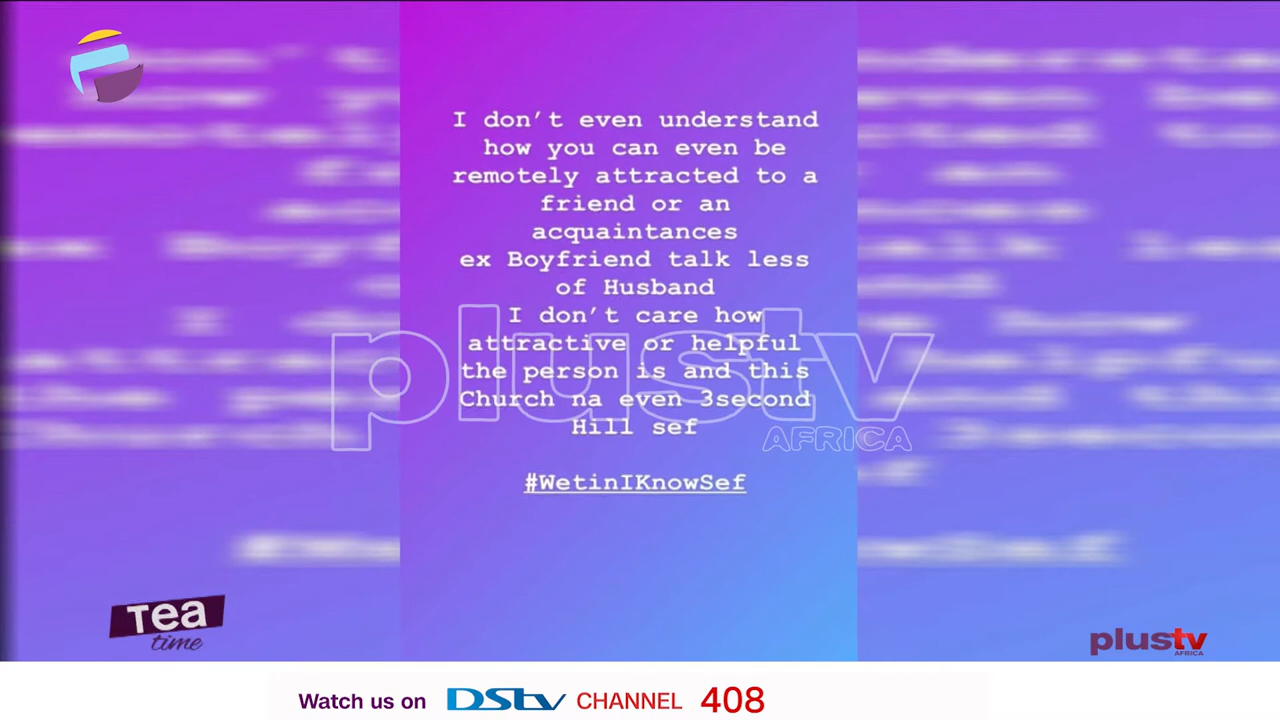 I don't even understand
how you can even be
remotely attracted to a
friend or an
acquaintances
ex Boyfriend talk less
of Husband
I don't care how
attractive or helpful
the person is and this
Church na even 3second
Hill sef
#WetinIKnowSef
plustv
AFRICA
Tea
time
plustv
AFRICA
Watch us on DStv CHANNEL 408